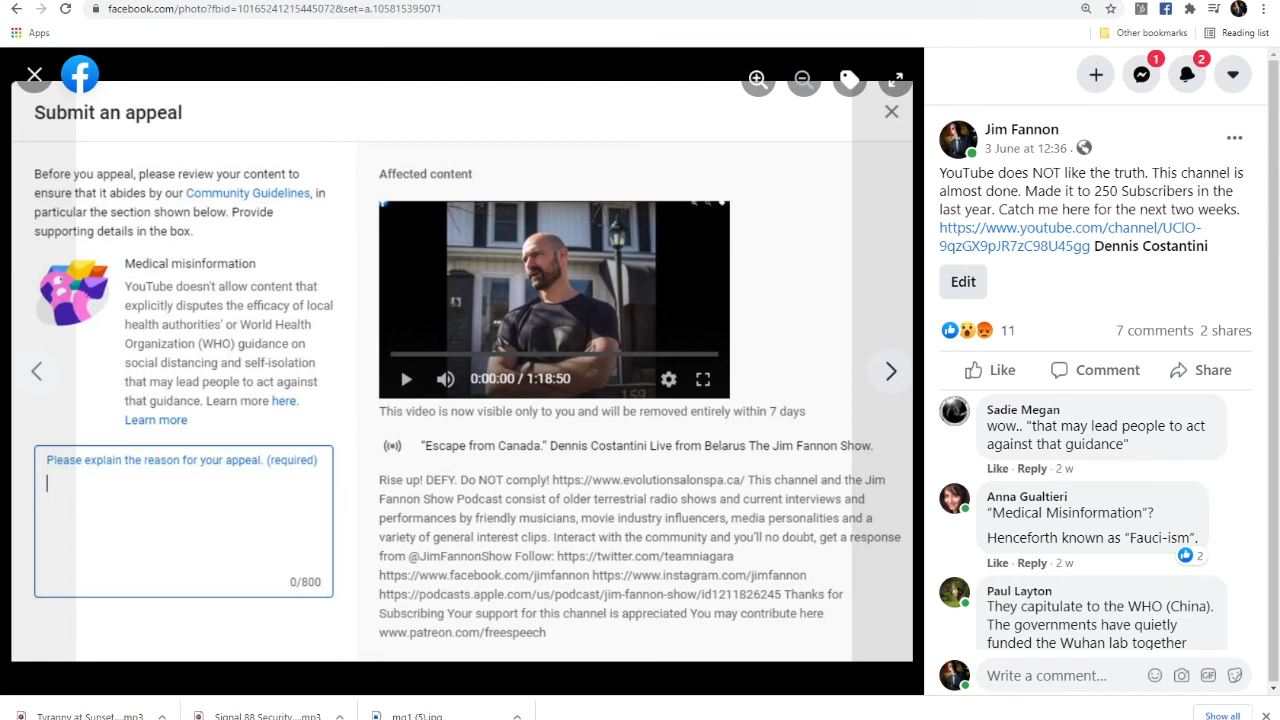 facebook.com/photo?fbid=10165241215445072&set=a.105815395071
Apps
Other bookmarks
Reading list
Submit an appeal
Before you appeal, please review your content to
ensure that it abides by our Community Guidelines, in
particular the section shown below. Provide
supporting details in the box.
Medical misinformation
YouTube doesn't allow content that
explicitly disputes the efficacy of local
health authorities' or World Health
Organization (WHO) guidance on
social distancing and self-isolation
that may lead people to act against
that guidance. Learn more here.
Learn more
Please explain the reason for your appeal. (required)
0/800
Affected content
159
0:00:00 / 1:18:50
This video is now visible only to you and will be removed entirely within 7 days
“Escape from Canada.” Dennis Costantini Live from Belarus The Jim Fannon Show.
Rise up! DEFY. Do NOT comply! https://www.evolutionsalonspa.ca/ This channel and the Jim
Fannon Show Podcast consist of older terrestrial radio shows and current interviews and
performances by friendly musicians, movie industry influencers, media personalities and a
variety of general interest clips. Interact with the community and you'll no doubt, get a response
from @JimFannonShow Follow: https://twitter.com/teamniagara
https://www.facebook.com/jimfannon https://www.instagram.com/jimfannon
https://podcasts.apple.com/us/podcast/jim-fannon-show/id1211826245 Thanks for
Subscribing Your support for this channel is appreciated You may contribute here
www.patreon.com/freespeech
1
2
Jim Fannon
3 June at 12:36 ·
YouTube does NOT like the truth. This channel is
almost done. Made it to 250 Subscribers in the
last year. Catch me here for the next two weeks.
https://www.youtube.com/channel/UClO-
9qzGX9pJR7zC98U45gg Dennis Costantini
Edit
11
7 comments 2 shares
Like
Comment
Share
Sadie Megan
wow.. "that may lead people to act
against that guidance"
Like · Reply · 2 w
Anna Gualtieri
“Medical Misinformation”?
Henceforth known as “Fauci-ism”.
2
Like · Reply · 2 w
Paul Layton
They capitulate to the WHO (China).
The governments have quietly
funded the Wuhan lab together
Write a comment...
GIF
Tyranny at Sunset....mp3
Signal 88 Security....mp3
mq1 (5).jpg
Show all